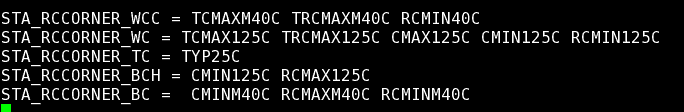 STA_RCCORNER_WCC = TCMAXM40C TRCMAXM40C RCMIN40C
STA_RCCORNER_WC = TCMAX125C TRCMAX125C CMAX125C CMIN125C RCMIN125C
STA_RCCORNER_TC = TYP25C
STA_RCCORNER_BCH = CMIN125C RCMAX125C
STA_RCCORNER_BC =  CMINM40C RCMAXM40C RCMINM40C